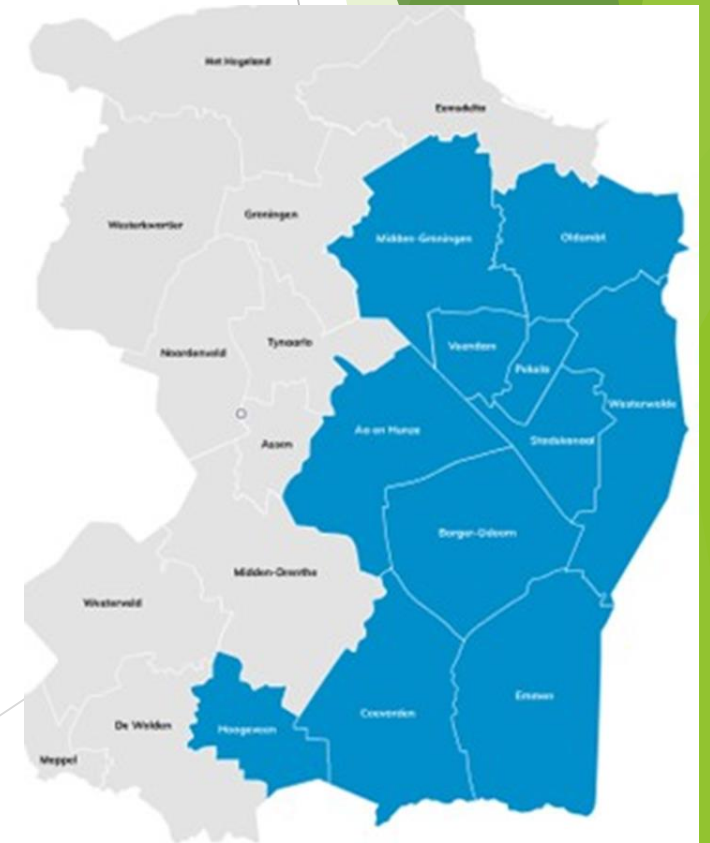 Het Hogeland
Eemsdelta
Westerkwartier
Groningen
Midden-Groningen
Oldambt
Noordenveld
Tynaarlo
Veendam
Pekela
Westerwolde
Aa en Hunze
Assen
Stadskanaal
Borger-Odoorn
Midden-Drenthe
Westerveld
Emmen
Coevorden
De Wolden
Hoogeveen
Meppel